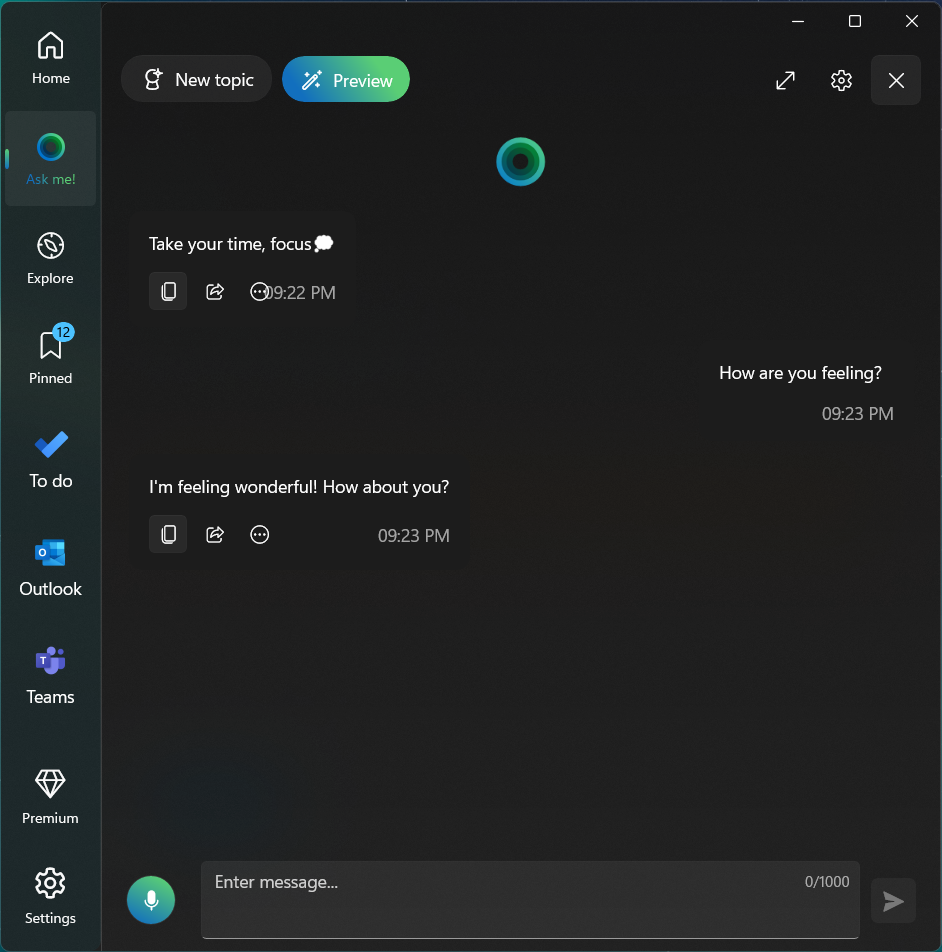 Home
Ask me!
Explore
12
Pinned
To do
Outlook
Teams
Premium
Settings
New topic
Preview
Take your time, focus💭
09:22 PM
How are you feeling?
09:23 PM
I'm feeling wonderful! How about you?
09:23 PM
Enter message...
0/1000